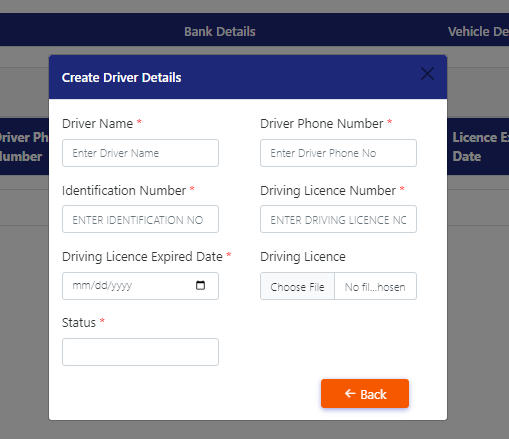 Bank Details
Vehicle De
Create Driver Details
Driver Ph
Number
Licence Ex
Date
Driver Name *
Driver Phone Number *
Enter Driver Name
Enter Driver Phone No
Identification Number *
Driving Licence Number *
ENTER IDENTIFICATION NO
ENTER DRIVING LICENCE NO
Driving Licence Expired Date *
Driving Licence
mm/dd/yyyy
Choose File
No fil...hosen
Status *
← Back